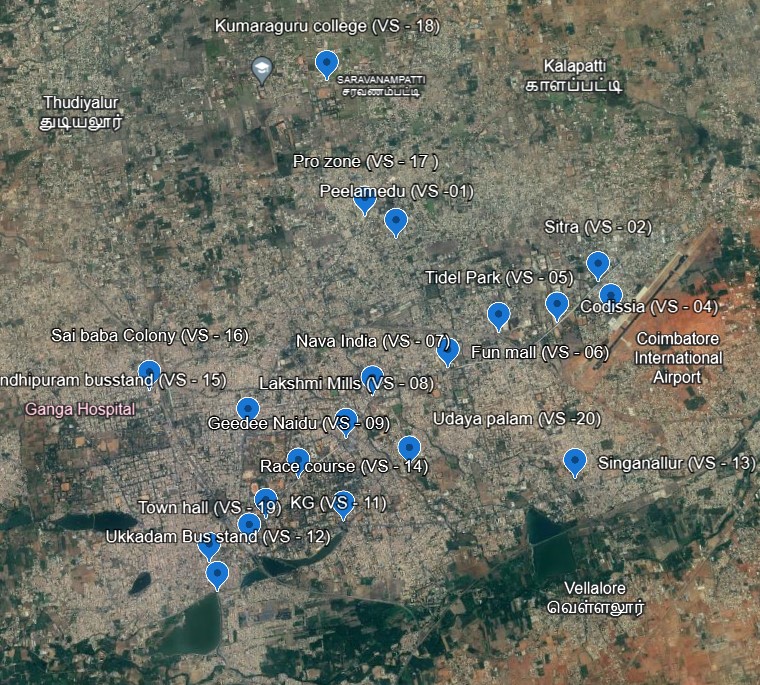 Kumaraguru college (VS - 18)
Kalapatti
களப்பட்டி
SARAVANAMPATTI
சரவணம்பட்டி
Thudiyalur
துடியலூர்
Pro zone (VS - 17 )
Peelamedu (VS -01)
Sitra (VS - 02)
Tidel Park (VS - 05)
Codissia (VS - 04)
Sai baba Colony (VS - 16)
Nava India (VS - 07)
Fun mall (VS - 06)
Coimbatore
International
Airport
ndhipuram busstand (VS - 15)
Lakshmi Mills (VS - 08)
Ganga Hospital
Geedee Naidu (VS - 09)
Udaya palam (VS -20)
Race course (VS - 14)
Singanallur (VS - 13)
Town hall (VS - 19)
KG (VS - 11)
Ukkadam Bus stand (VS - 12)
Vellalore
வெள்ளலூர்